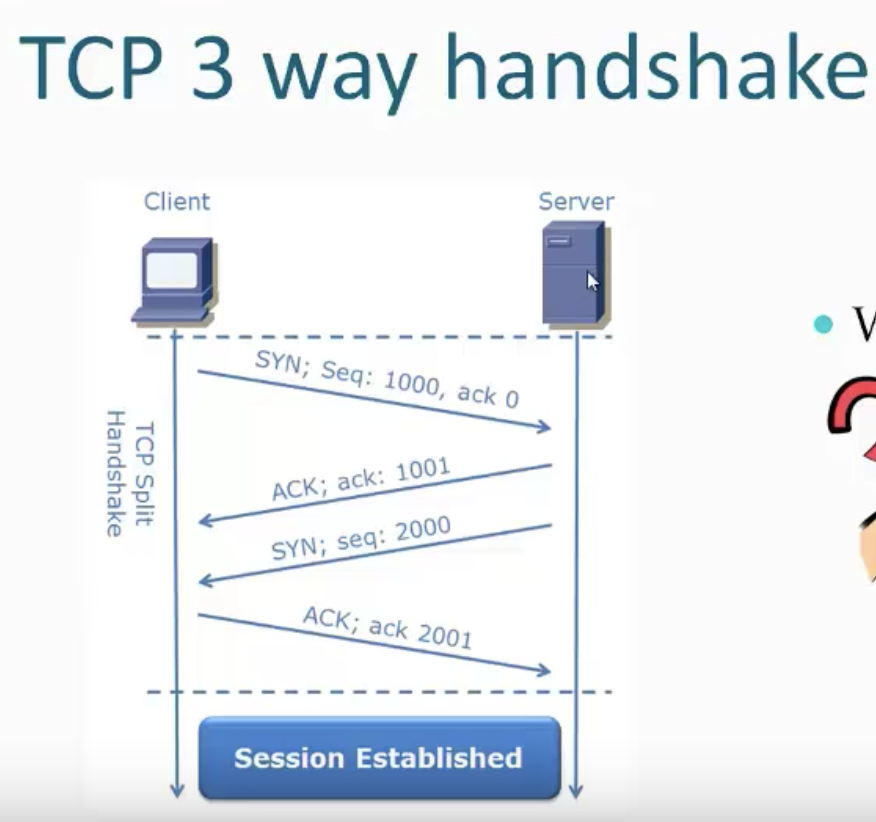 TCP 3 way handshake
Client
Server
SYN; Seq: 1000, ack 0
TCP Split
Handshake
ACK; ack: 1001
SYN; seq: 2000
ACK; ack 2001
Session Established